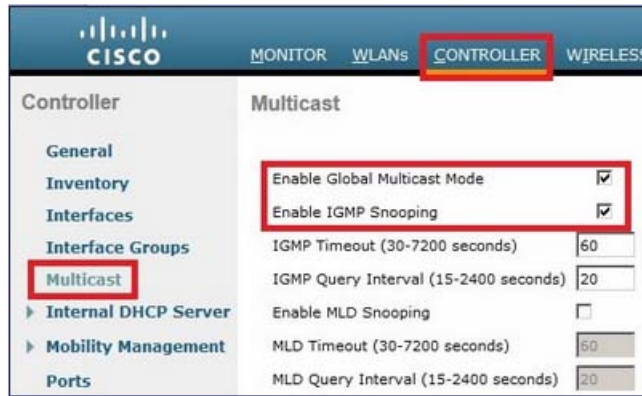 CISCO
MONITOR WLANs CONTROLLER WIRELESS
Controller
General
Inventory
Interfaces
Interface Groups
Multicast
Internal DHCP Server
Mobility Management
Ports
Multicast
Enable Global Multicast Mode
Enable IGMP Snooping
IGMP Timeout (30-7200 seconds) 60
IGMP Query Interval (15-2400 seconds) 20
Enable MLD Snooping
MLD Timeout (30-7200 seconds) 60
MLD Query Interval (15-2400 seconds) 20